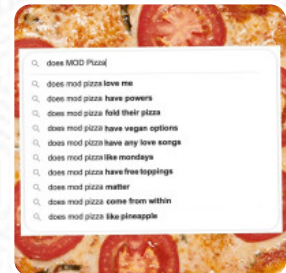 does MOD Pizza
does mod pizza love me
does mod pizza have powers
does mod pizza fold their pizza
does mod pizza have vegan options
does mod pizza have any love songs
does mod pizza like mondays
does mod pizza have free toppings
does mod pizza matter
does mod pizza come from within
does mod pizza like pineapple